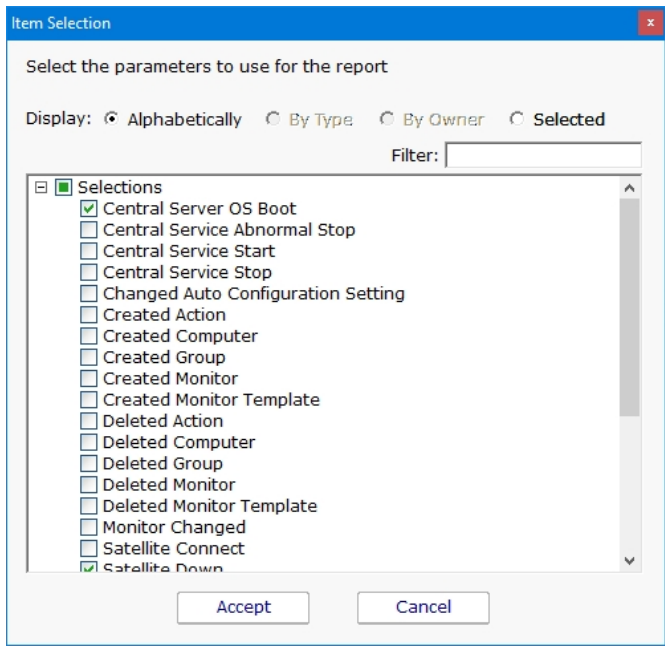 Item Selection
x
Select the parameters to use for the report
Display: Alphabetically By Type By Owner Selected
Filter:
Selections
Central Server OS Boot
Central Service Abnormal Stop
Central Service Start
Central Service Stop
Changed Auto Configuration Setting
Created Action
Created Computer
Created Group
Created Monitor
Created Monitor Template
Deleted Action
Deleted Computer
Deleted Group
Deleted Monitor
Deleted Monitor Template
Monitor Changed
Satellite Connect
Satellite Down
Accept Cancel